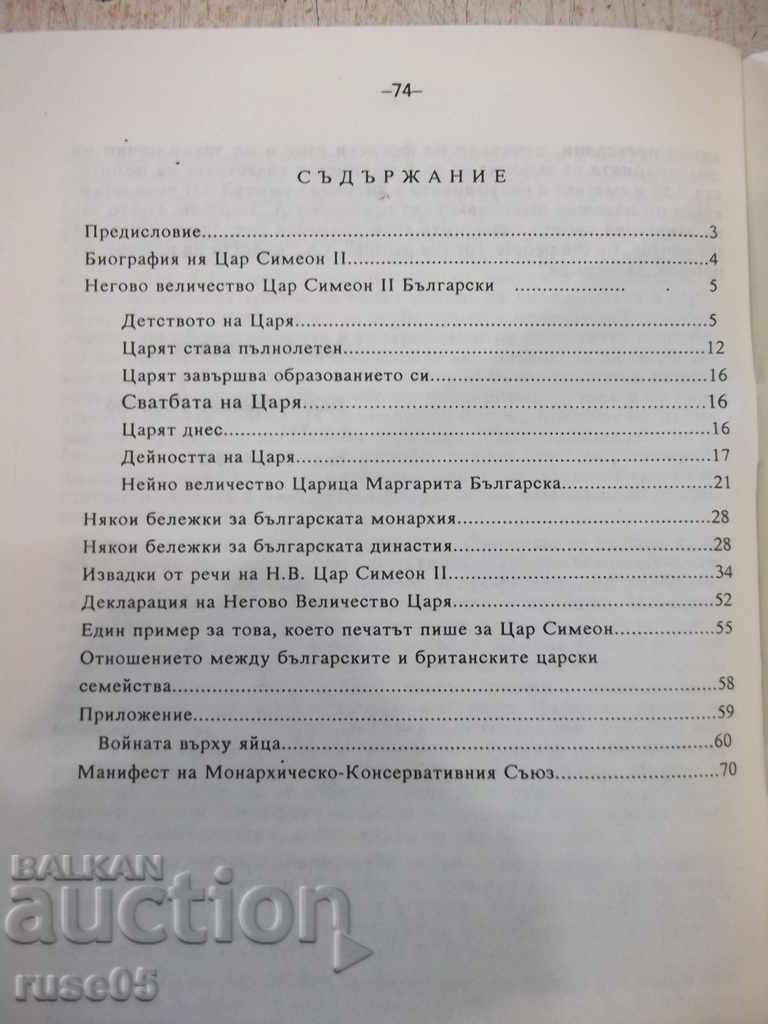 –74–
СЪДЪРЖАНИЕ
Предисловие.......................................................................3
Биография ня Цар Симеон II...............................................4
Негово величество Цар Симеон II Български ................... . 5
Детството на Царя.......................................................5
Царят става пълнолетен................................................12
Царят завършва образованието си...................................16
Сватбата на Царя.......................................................16
Царят днес...............................................................16
Дейността на Царя......................................................17
Нейно величество Царица Маргарита Българска...................21
Някои бележки за българската монархия................................28
Някои бележки за българската династия................................28
Извадки от речи на Н.В. Цар Симеон II.................................34
Декларация на Негово Величество Царя.................................52
Един пример за това, което печатът пише за Цар Симеон............55
Отношението между българските и британските царски
семейства.........................................................................58
Приложение......................................................................59
Войната върху яйца......................................................60
Манифест на Монархическо-Консервативния Съюз.....................70
BALKAN
auction
ruse05